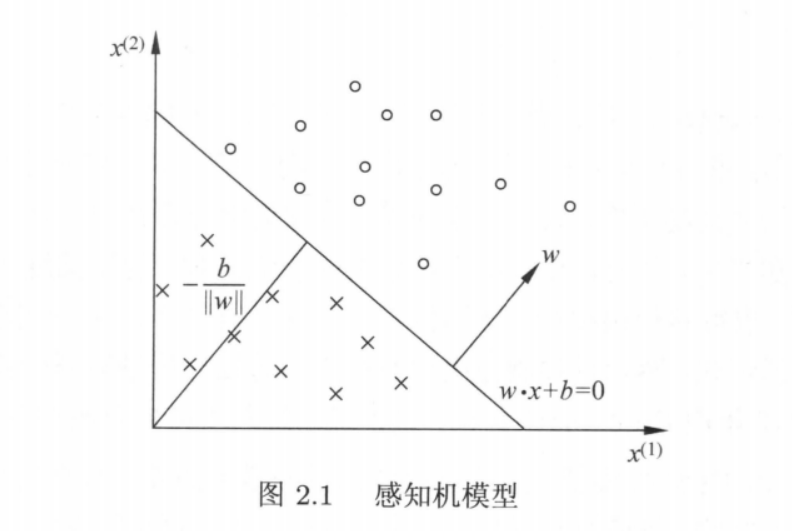 x(2)
w
− b/‖w‖
w·x+b=0
x(1)
图 2.1 感知机模型